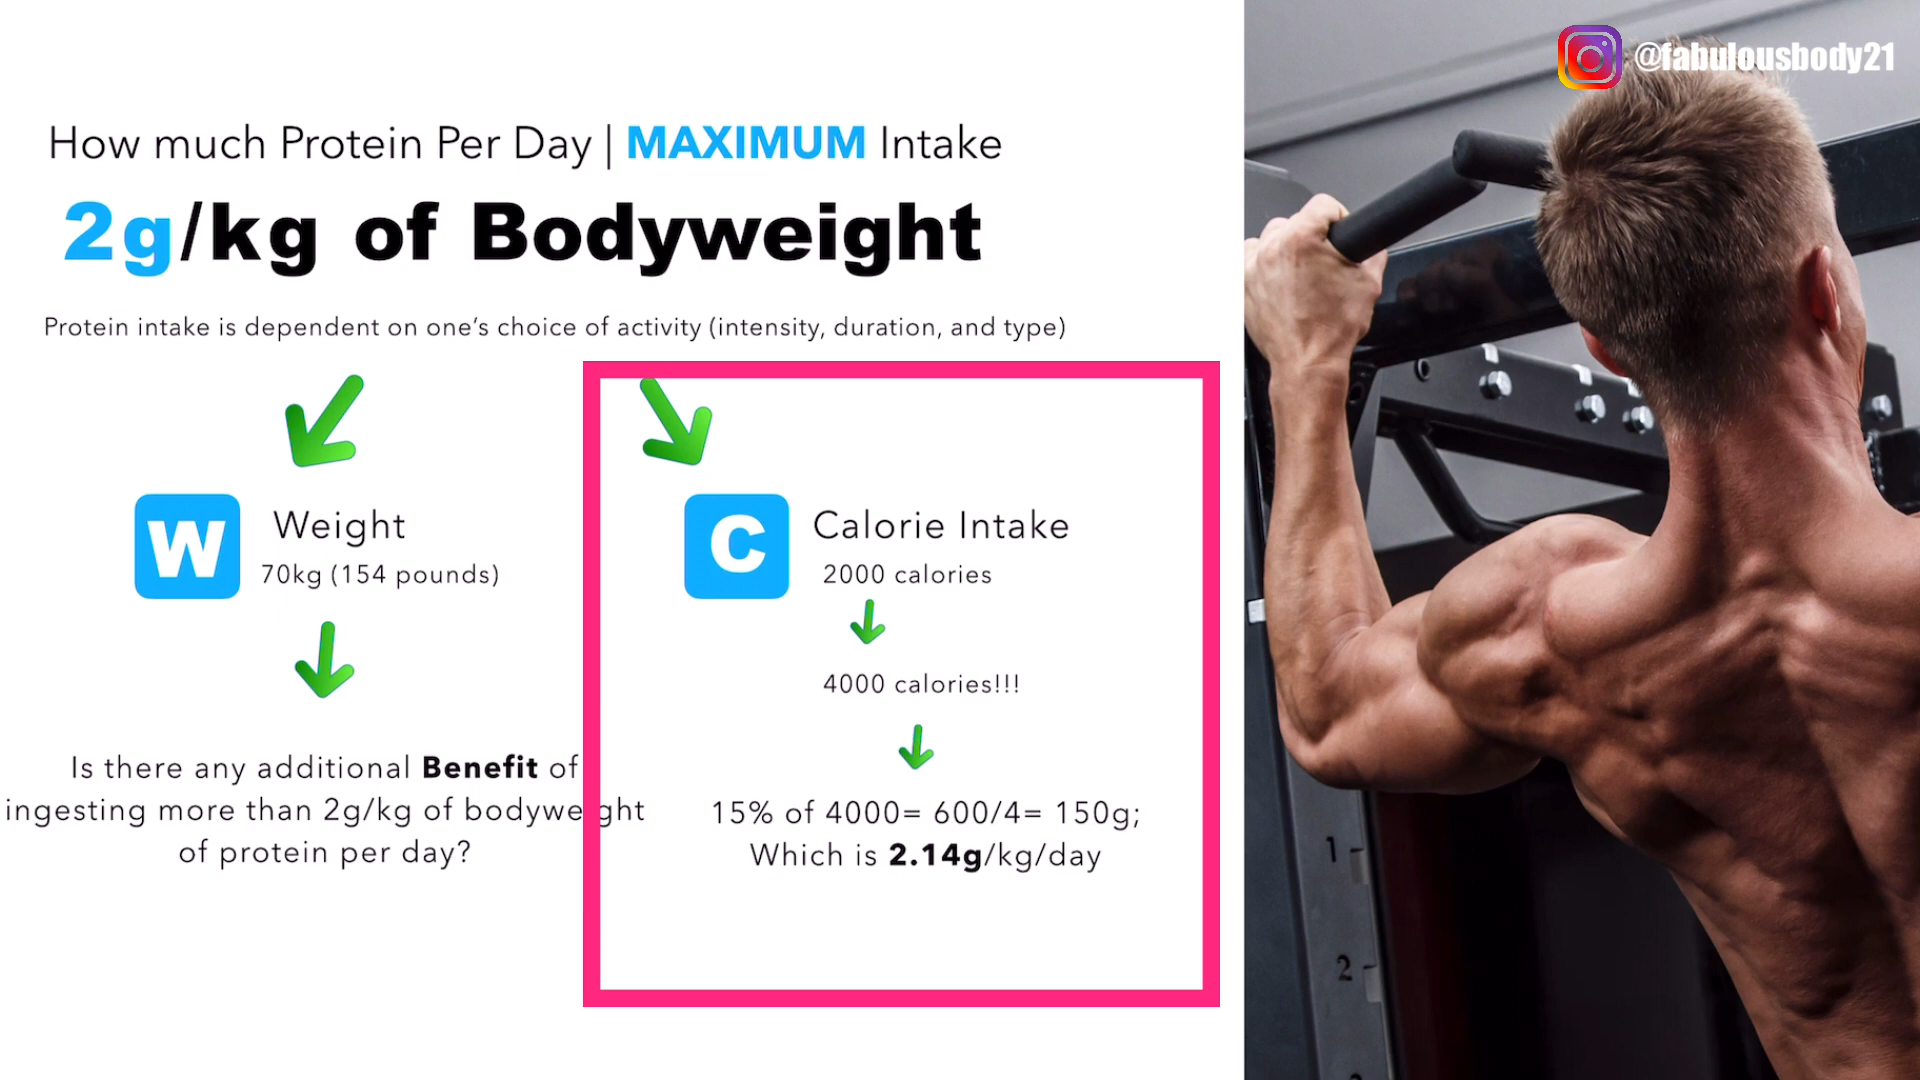 @fabulousbody21
How much Protein Per Day | MAXIMUM Intake
2g/kg of Bodyweight
Protein intake is dependent on one's choice of activity (intensity, duration, and type)
W
Weight
70kg (154 pounds)
Is there any additional Benefit of
ingesting more than 2g/kg of bodyweight
of protein per day?
C
Calorie Intake
2000 calories
4000 calories!!!
15% of 4000= 600/4= 150g;
Which is 2.14g/kg/day
1
2